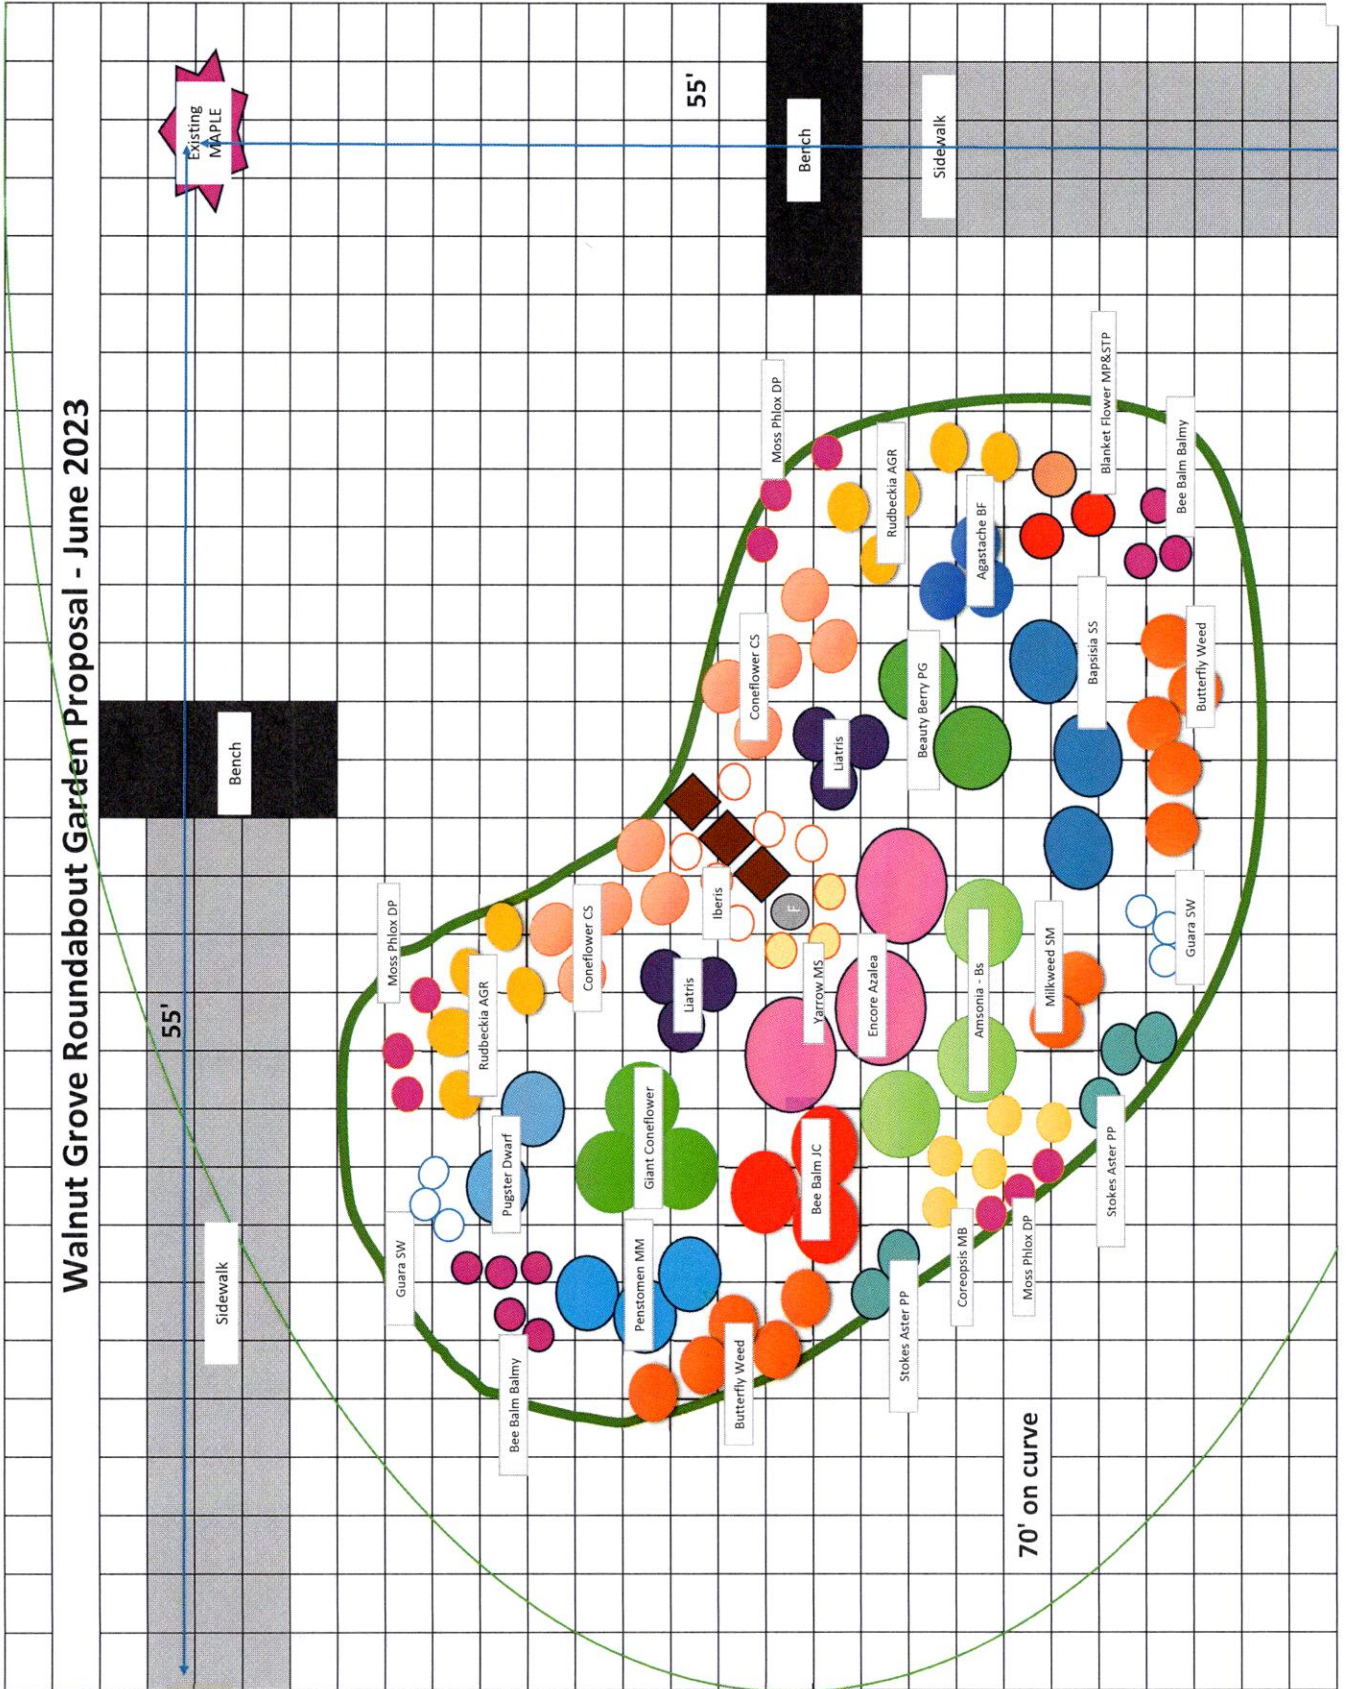 Walnut Grove Roundabout Garden Proposal - June 2023
Existing
MAPLE
55'
Bench
Sidewalk
55'
Bench
Sidewalk
Moss Phlox DP
Rudbeckia AGR
Guara SW
Pugster Dwarf
Bee Balm Balmy
Coneflower CS
Liatris
Giant Coneflower
Penstomen MM
Butterfly Weed
Iberis
F
Yarrow MS
Encore Azalea
Bee Balm JC
Stokes Aster PP
Coneflower CS
Moss Phlox DP
Liatris
Rudbeckia AGR
Beauty Berry PG
Agastache BF
Amsonia - Bs
Coreopsis MB
Moss Phlox DP
Milkweed SM
Stokes Aster PP
Bapsisia SS
Blanket Flower MP&STP
Bee Balm Balmy
Butterfly Weed
Guara SW
70' on curve